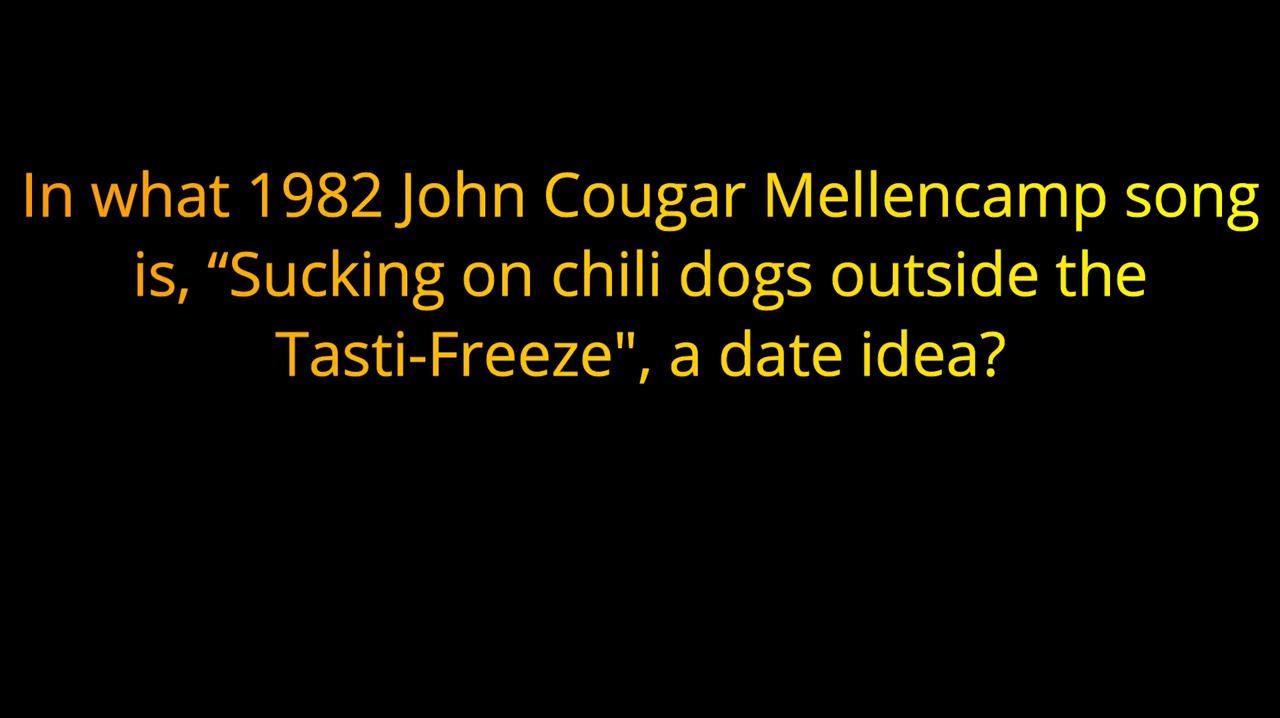 In what 1982 John Cougar Mellencamp song
is, “Sucking on chili dogs outside the
Tasti-Freeze", a date idea?